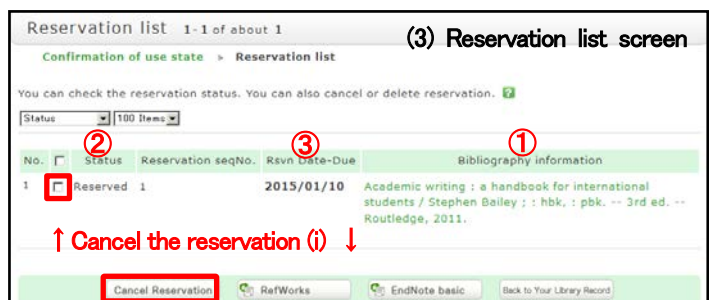 Reservation list 1-1 of about 1
(3) Reservation list screen
Confirmation of use state > Reservation list
You can check the reservation status. You can also cancel or delete reservation. ?
Status 100 Items
② ③ ①
No. Status Reservation seqNo. Rsvn Date-Due Bibliography information
1 Reserved 1 2015/01/10 Academic writing : a handbook for international
students / Stephen Bailey ; : hbk, : pbk. -- 3rd ed. --
Routledge, 2011.
↑ Cancel the reservation (i) ↓
Cancel Reservation RefWorks EndNote basic Back to Your Library Record